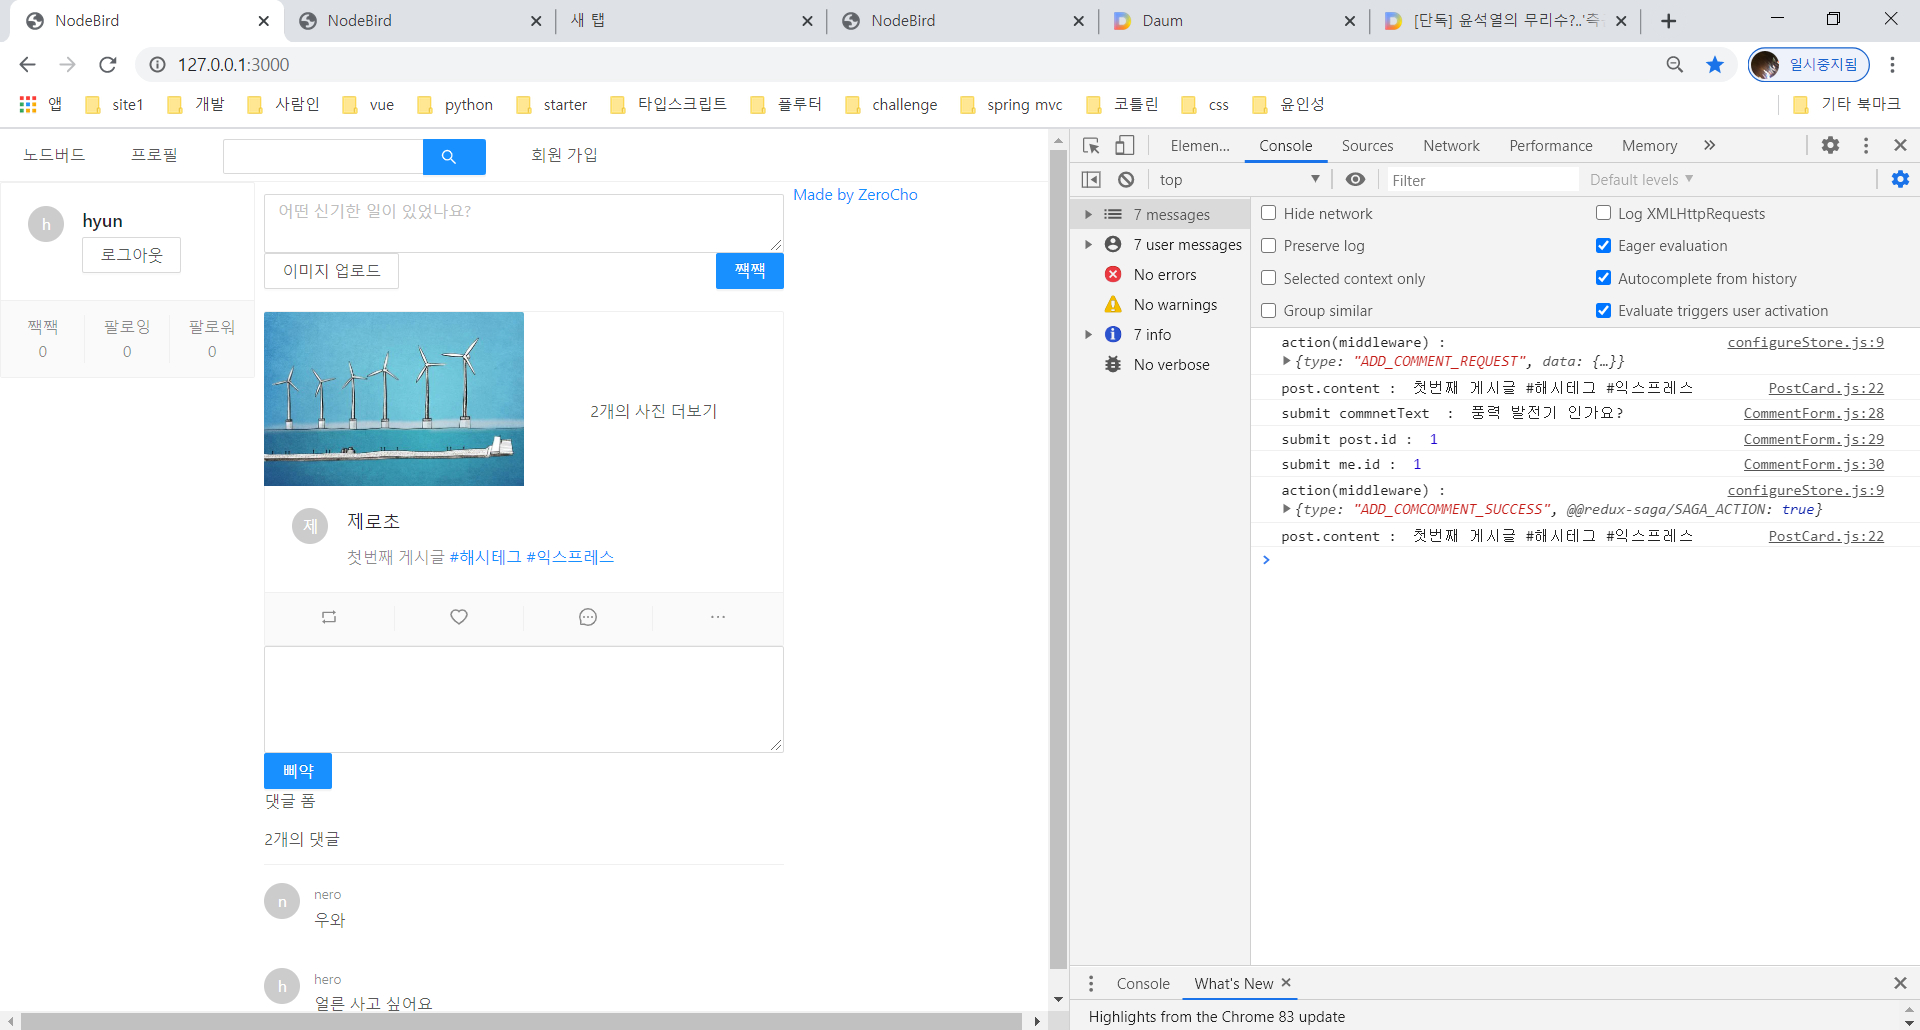 NodeBird
NodeBird
새 탭
NodeBird
Daum
[단독] 윤석열의 무리수?..'측
127.0.0.1:3000
일시중지됨
앱
site1
개발
사람인
vue
python
starter
타입스크립트
플루터
challenge
spring mvc
코틀린
css
윤인성
기타 북마크
노드버드
프로필
회원 가입
h
hyun
로그아웃
짹짹
0
팔로잉
0
팔로워
0
어떤 신기한 일이 있었나요?
이미지 업로드
짹짹
Made by ZeroCho
2개의 사진 더보기
제
제로초
첫번째 게시글 #해시테그 #익스프레스
삐약
댓글 폼
2개의 댓글
n
nero
우와
h
hero
얼른 사고 싶어요
Elemen...
Console
Sources
Network
Performance
Memory
top
Filter
Default levels
7 messages
7 user messages
No errors
No warnings
7 info
No verbose
Hide network
Log XMLHttpRequests
Preserve log
Eager evaluation
Selected context only
Autocomplete from history
Group similar
Evaluate triggers user activation
action(middleware) : configureStore.js:9
{type: "ADD_COMMENT_REQUEST", data: {…}}
post.content : 첫번째 게시글 #해시테그 #익스프레스 PostCard.js:22
submit commnetText : 풍력 발전기 인가요? CommentForm.js:28
submit post.id : 1 CommentForm.js:29
submit me.id : 1 CommentForm.js:30
action(middleware) : configureStore.js:9
{type: "ADD_COMCOMMENT_SUCCESS", @@redux-saga/SAGA_ACTION: true}
post.content : 첫번째 게시글 #해시테그 #익스프레스 PostCard.js:22
Console
What's New
Highlights from the Chrome 83 update